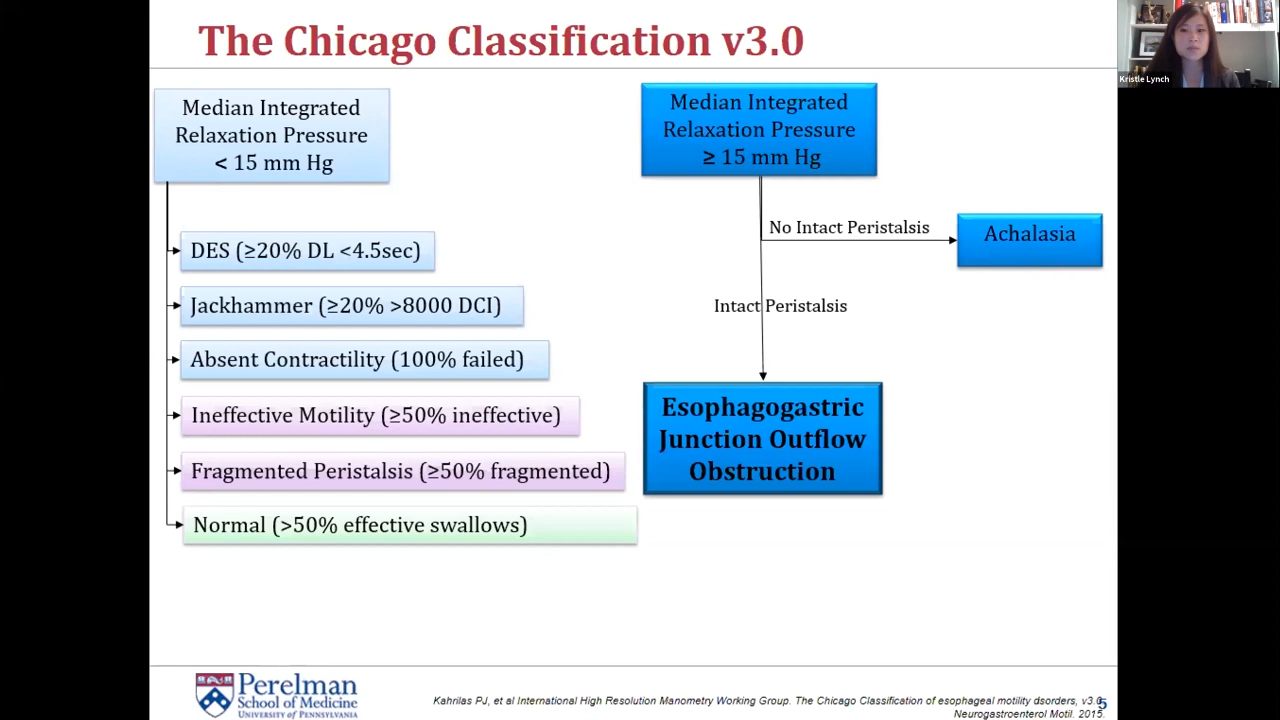 The Chicago Classification v3.0
Kristle Lynch
Median Integrated
Relaxation Pressure
< 15 mm Hg
DES (≥20% DL <4.5sec)
Jackhammer (≥20% >8000 DCI)
Absent Contractility (100% failed)
Ineffective Motility (≥50% ineffective)
Fragmented Peristalsis (≥50% fragmented)
Normal (>50% effective swallows)
Median Integrated
Relaxation Pressure
≥ 15 mm Hg
No Intact Peristalsis
Achalasia
Intact Peristalsis
Esophagogastric
Junction Outflow
Obstruction
Perelman
School of Medicine
University of Pennsylvania
Kahrilas PJ, et al International High Resolution Manometry Working Group. The Chicago Classification of esophageal motility disorders, v3.0.
Neurogastroenterol Motil. 2015.
5